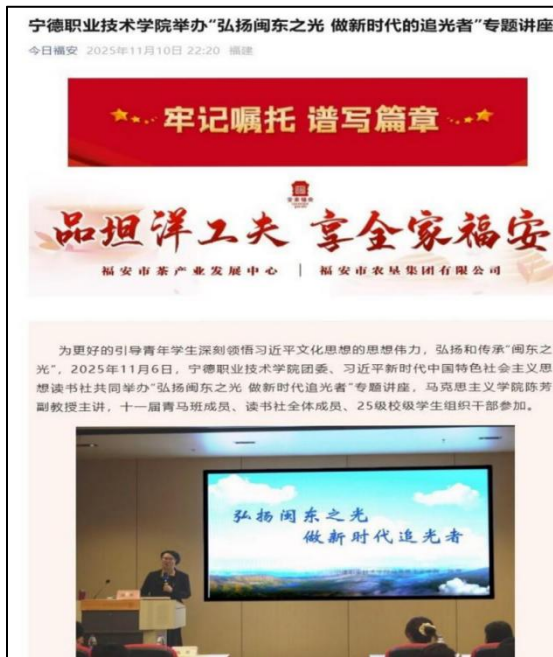 宁德职业技术学院举办“弘扬闽东之光 做新时代的追光者”专题讲座
今日福安 2025年11月10日 22:20 福建
牢记嘱托 谱写篇章
品坦洋工夫 享全家福安
福安市茶产业发展中心 | 福安市农垦集团有限公司
为更好的引导青年学生深刻领悟习近平文化思想的思想伟力，弘扬和传承“闽东之
光”，2025年11月6日，宁德职业技术学院团委、习近平新时代中国特色社会主义思
想读书社共同举办“弘扬闽东之光 做新时代追光者”专题讲座，马克思主义学院陈芳
副教授主讲，十一届青马班成员、读书社全体成员、25级校级学生组织干部参加。
弘扬闽东之光
做新时代追光者